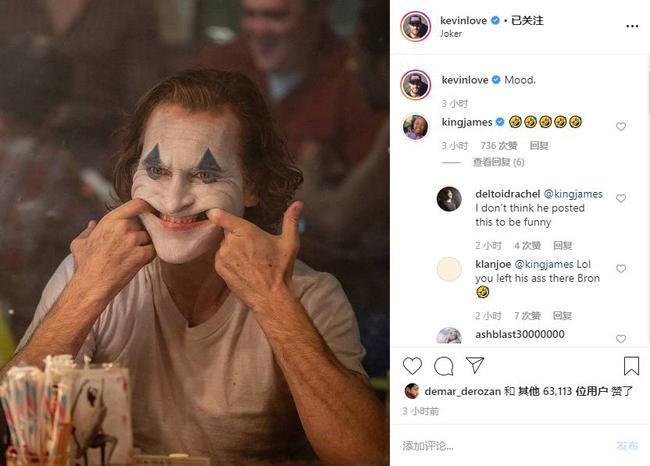 kevinlove • 已关注
Joker
kevinlove Mood.
3 小时
kingjames 🤣🤣🤣🤣🤣
3 小时 736 次赞 回复
查看回复 (6)
deltoidrachel @kingjames
I don't think he posted
this to be funny
2 小时 4 次赞 回复
klanjoe @kingjames Lol
you left his ass there Bron
🤣
2 小时 7 次赞 回复
ashblast30000000
demar_derozan 和 其他 63,113 位用户 赞了
3 小时前
添加评论... 发布